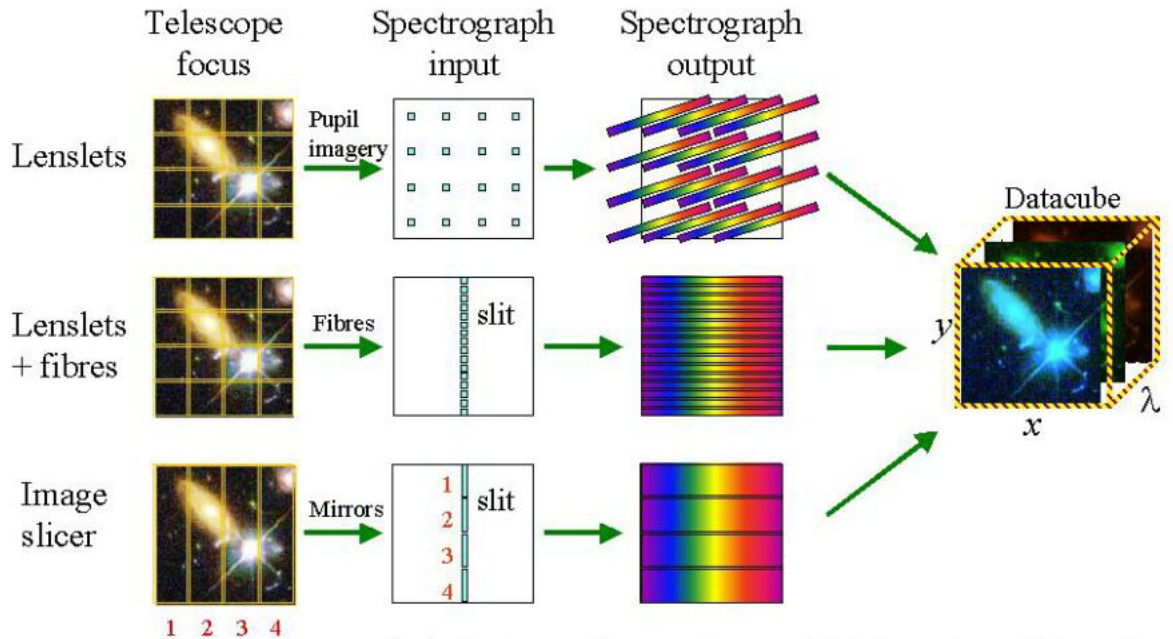 Telescope
focus
Spectrograph
input
Spectrograph
output
Lenslets
Pupil
imagery
Datacube
Lenslets
+ fibres
Fibres
slit
y
x
λ
Image
slicer
Mirrors
1
2
3
4
slit
1 2 3 4